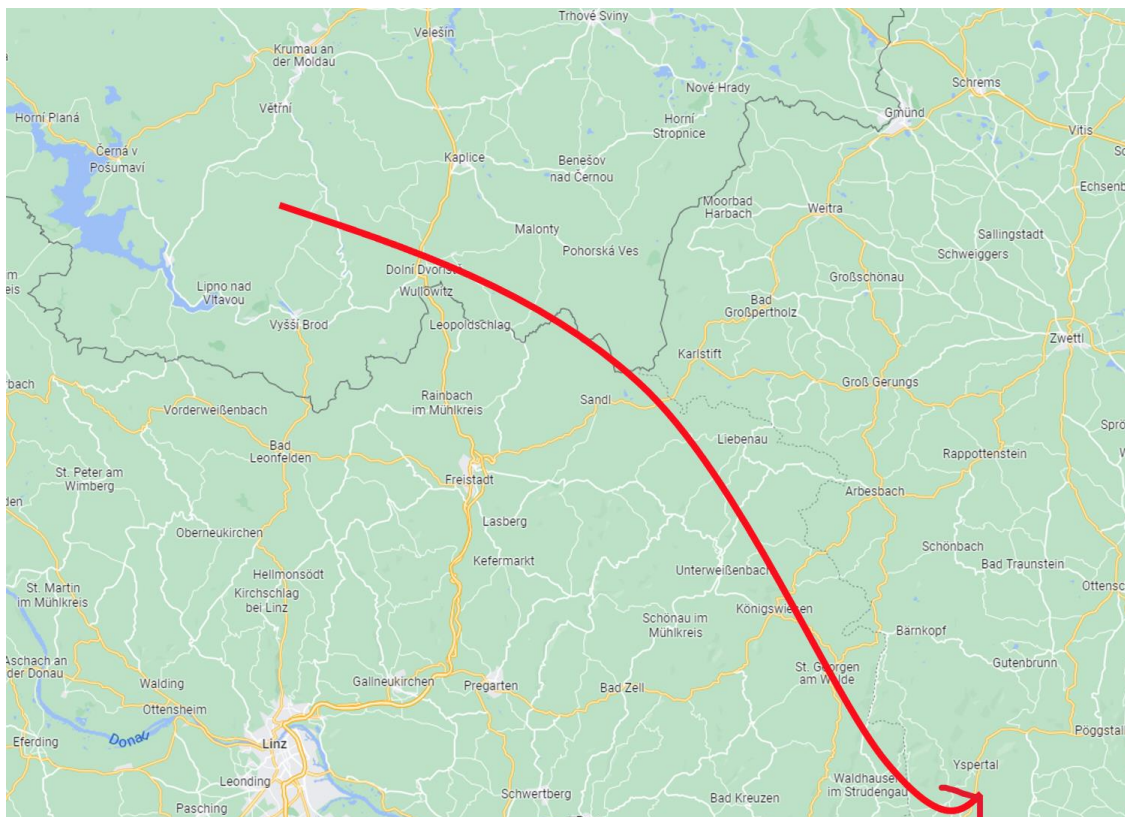 Trhové Sviny
Velešín
Krumau an
der Moldau
Schrems
Nové Hrady
Větřní
Gmünd
Horní Planá
Horní
Stropnice
Vitis
Černá v
Pošumaví
Kaplice
Benešov
nad Černou
Moorbad
Harbach
Weitra
Malonty
Sallingstadt
Pohorská Ves
Schweiggers
Dolní Dvořiště
Großschönau
Lipno nad
Vltavou
Wullowitz
Bad
Großpertholz
Vyšší Brod
Leopoldschlag
Zwettl
Karlstift
Groß Gerungs
Rainbach
im Mühlkreis
Sandl
Vorderweißenbach
Liebenau
Bad
Leonfelden
Rappottenstein
St. Peter am
Wimberg
Freistadt
Arbesbach
Lasberg
Oberneukirchen
Schönbach
Kefermarkt
Bad Traunstein
Unterweißenbach
Hellmonsödt
St. Martin
im Mühlkreis
Kirchschlag
bei Linz
Königswiesen
Schönau im
Mühlkreis
Bärnkopf
Aschach an
der Donau
Gutenbrunn
St. Georgen
am Walde
Walding
Gallneukirchen
Pregarten
Bad Zell
Ottensheim
Donau
Eferding
Linz
Yspertal
Leonding
Waldhausen
im Strudengau
Schwertberg
Bad Kreuzen
Pasching